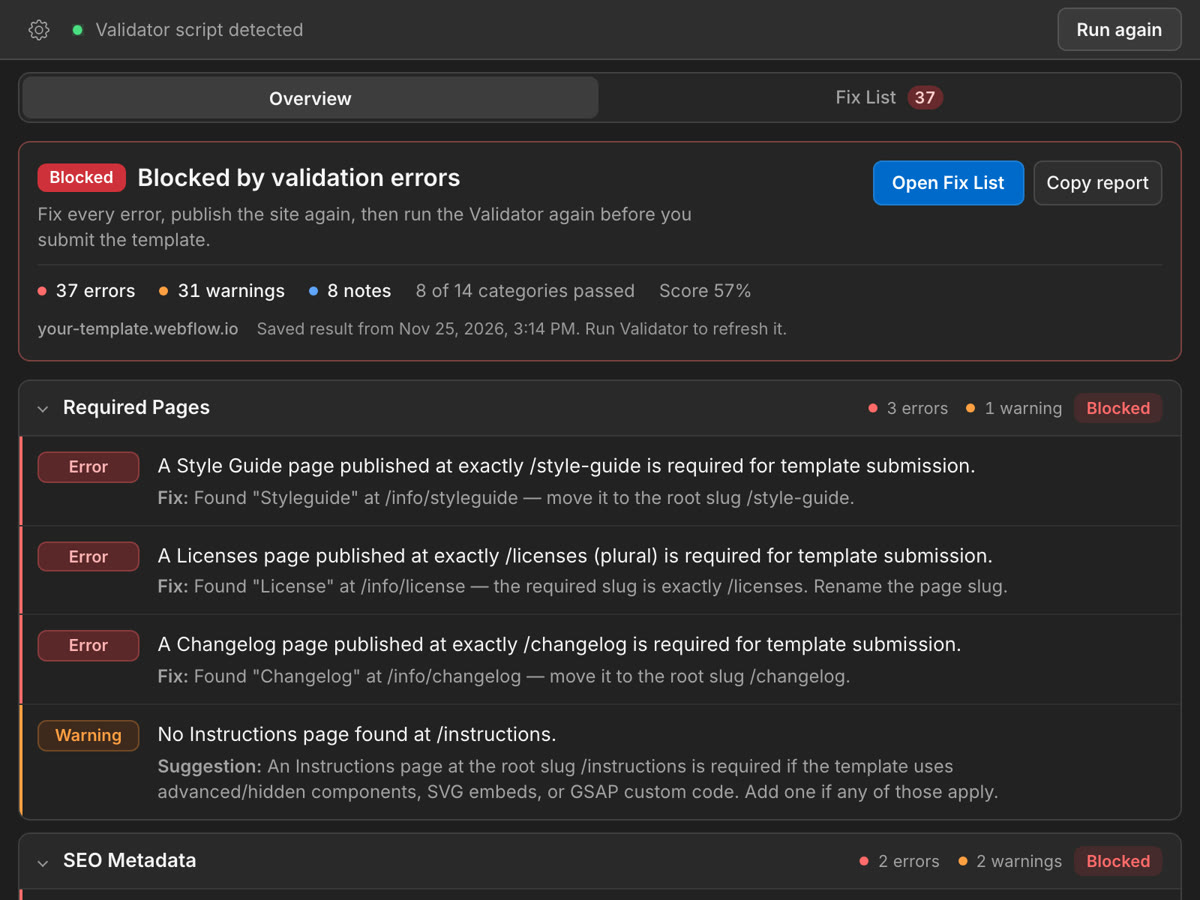 Validator script detected
Run again
Overview
Fix List 37
Blocked Blocked by validation errors
Open Fix List
Copy report
Fix every error, publish the site again, then run the Validator again before you
submit the template.
37 errors 31 warnings 8 notes 8 of 14 categories passed Score 57%
your-template.webflow.io Saved result from Nov 25, 2026, 3:14 PM. Run Validator to refresh it.
Required Pages 3 errors 1 warning Blocked
Error A Style Guide page published at exactly /style-guide is required for template submission.
Fix: Found "Styleguide" at /info/styleguide — move it to the root slug /style-guide.
Error A Licenses page published at exactly /licenses (plural) is required for template submission.
Fix: Found "License" at /info/license — the required slug is exactly /licenses. Rename the page slug.
Error A Changelog page published at exactly /changelog is required for template submission.
Fix: Found "Changelog" at /info/changelog — move it to the root slug /changelog.
Warning No Instructions page found at /instructions.
Suggestion: An Instructions page at the root slug /instructions is required if the template uses
advanced/hidden components, SVG embeds, or GSAP custom code. Add one if any of those apply.
SEO Metadata 2 errors 2 warnings Blocked